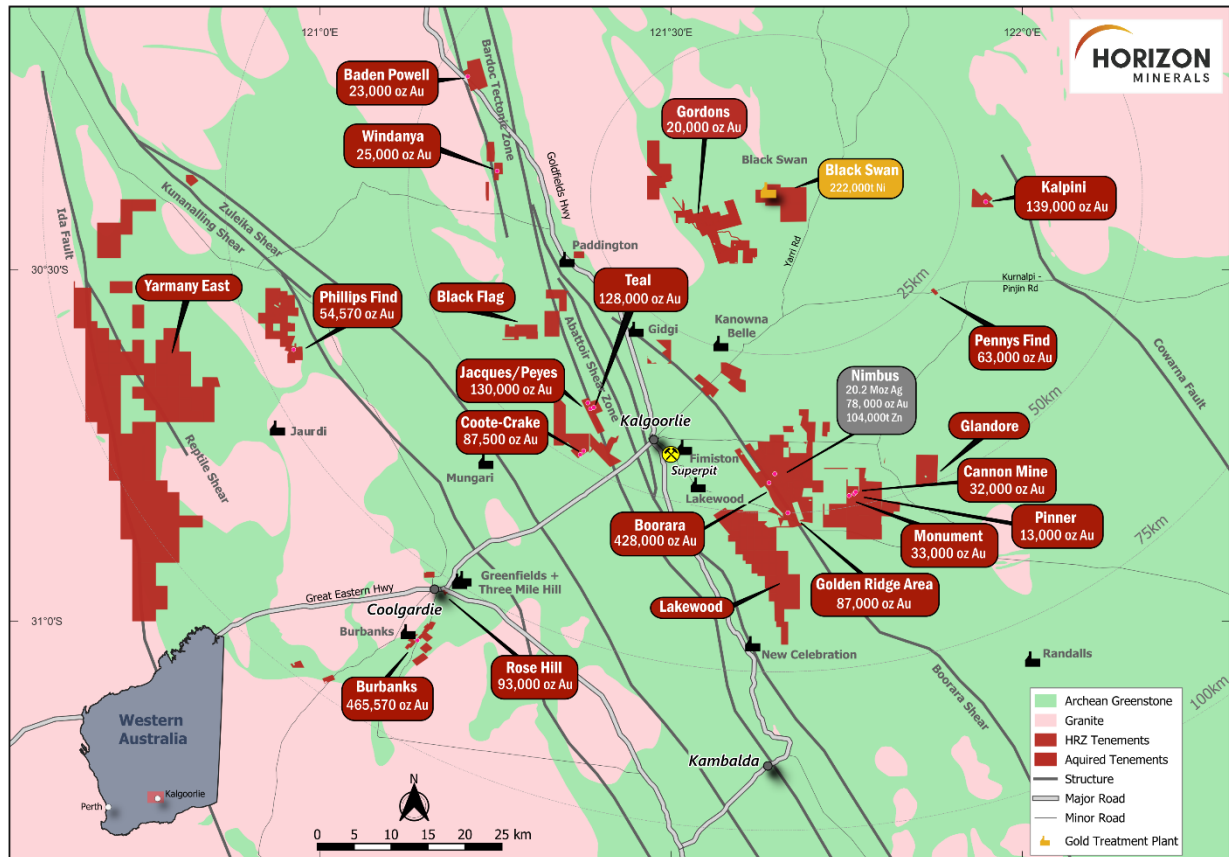 121°0'E
121°30'E
122°0'E
HORIZON
MINERALS
Baden Powell
23,000 oz Au
Bardoc Tectonic Zone
Windanya
25,000 oz Au
Goldfields Hwy
Gordons
20,000 oz Au
Black Swan
Black Swan
222,000t Ni
Kalpini
139,000 oz Au
Ida Fault
Kunanalling Shear
Zuleika Shear
Paddington
Yarri Rd
30°30'S
Yarmany East
Phillips Find
54,570 oz Au
Black Flag
Teal
128,000 oz Au
Abattoir Shear Zone
Gidgi
Kanowna
Belle
25km
Kurnalpi -
Pinjin Rd
Pennys Find
63,000 oz Au
Cowarna Fault
Jacques/Peyes
130,000 oz Au
Nimbus
20.2 Moz Ag
78,000 oz Au
104,000t Zn
50km
Coote-Crake
87,500 oz Au
Kalgoorlie
Glandore
Jaurdi
Reptile Shear
Mungari
Fimiston
Superpit
Lakewood
Cannon Mine
32,000 oz Au
Pinner
13,000 oz Au
Boorara
428,000 oz Au
Monument
33,000 oz Au
75km
Golden Ridge Area
87,000 oz Au
Lakewood
Greenfields +
Three Mile Hill
Great Eastern Hwy
Coolgardie
31°0'S
Burbanks
New Celebration
Randalls
Burbanks
465,570 oz Au
Rose Hill
93,000 oz Au
Boorara Shear
100km
Western
Australia
Perth
Kalgoorlie
Kambalda
N
0 5 10 15 20 25 km
Archean Greenstone
Granite
HRZ Tenements
Aquired Tenements
Structure
Major Road
Minor Road
Gold Treatment Plant